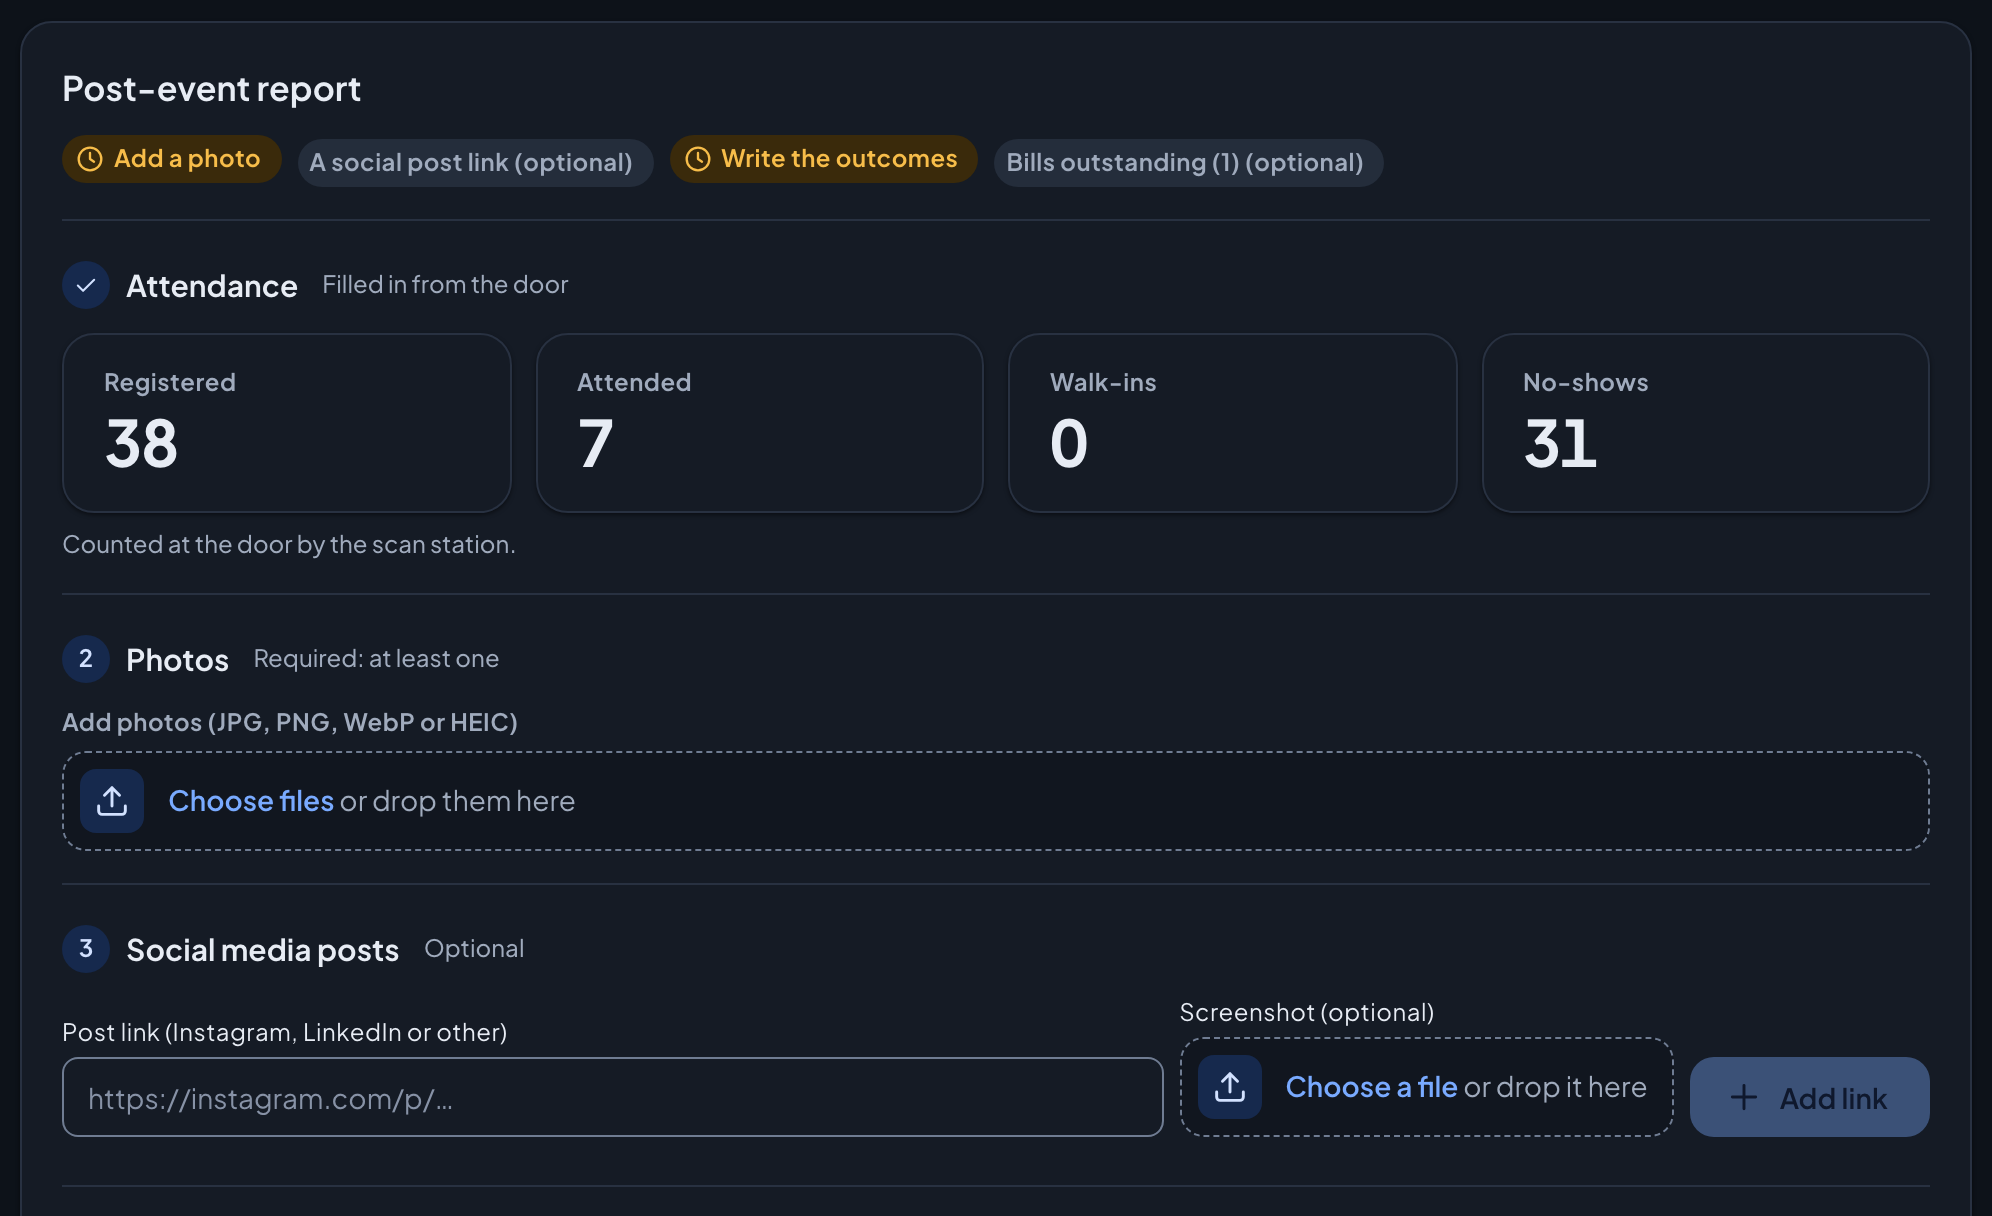 Post-event report
Add a photo
A social post link (optional)
Write the outcomes
Bills outstanding (1) (optional)
Attendance Filled in from the door
Registered
38
Attended
7
Walk-ins
0
No-shows
31
Counted at the door by the scan station.
2 Photos Required: at least one
Add photos (JPG, PNG, WebP or HEIC)
Choose files or drop them here
3 Social media posts Optional
Post link (Instagram, LinkedIn or other)
https://instagram.com/p/…
Screenshot (optional)
Choose a file or drop it here
Add link